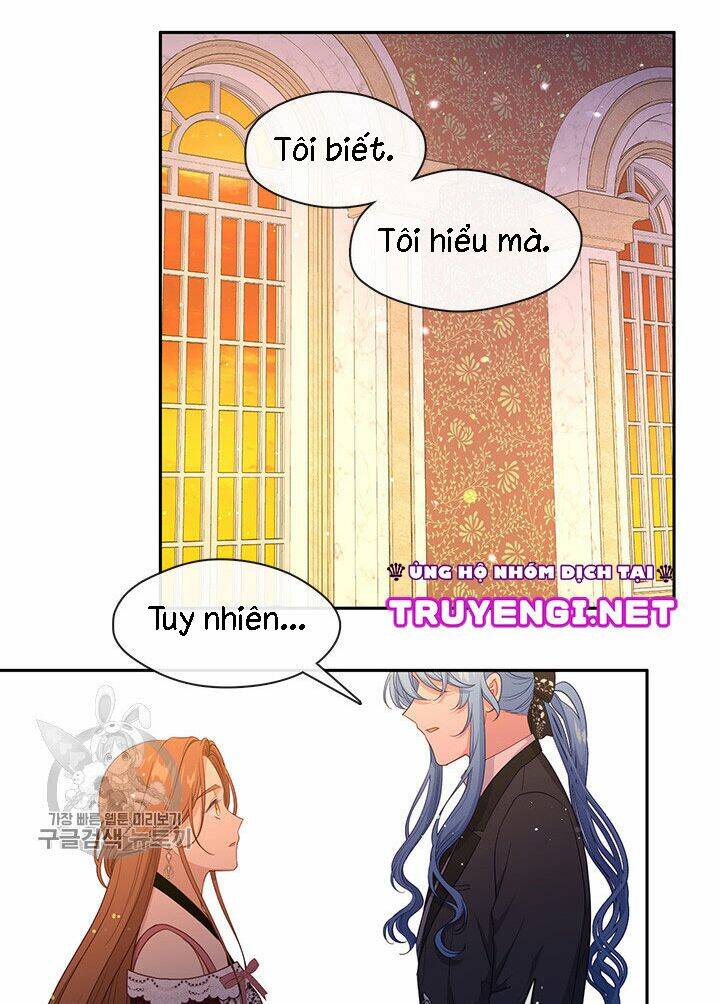 Tôi biết.
Tôi hiểu mà.
ỦNG HỘ NHÓM DỊCH TẠI
TRUYENGI.NET
Tuy nhiên...
가장 빠른 웹툰 미리보기
구글검색 뉴토끼